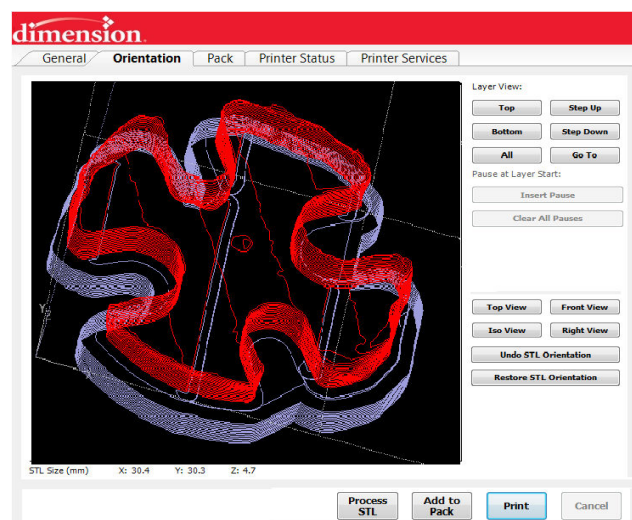 dimension
General Orientation Pack Printer Status Printer Services
Layer View:
Top Step Up
Bottom Step Down
All Go To
Pause at Layer Start:
Insert Pause
Clear All Pauses
Top View Front View
Iso View Right View
Undo STL Orientation
Restore STL Orientation
Y
STL Size (mm) X: 30.4 Y: 30.3 Z: 4.7
Process STL Add to Pack Print Cancel